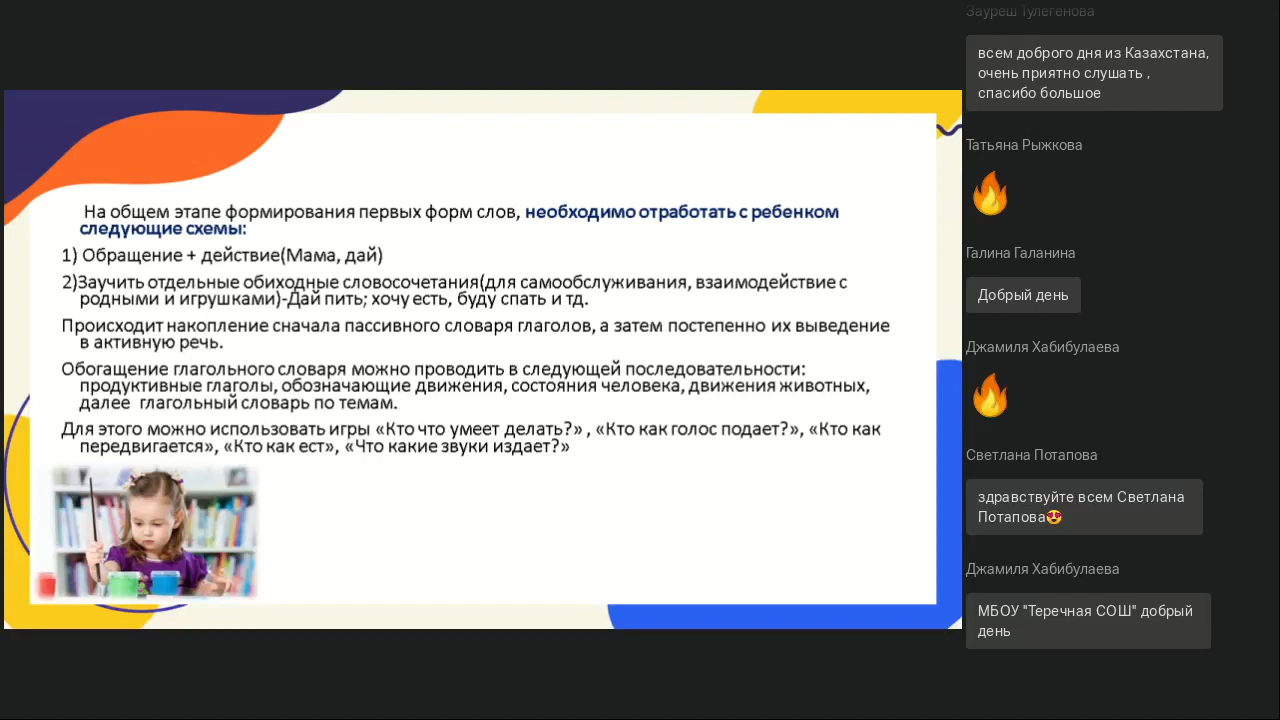 На общем этапе формирования первых форм слов, необходимо отработать с ребенком
следующие схемы:
1) Обращение + действие(Мама, дай)
2)Заучить отдельные обиходные словосочетания(для самообслуживания, взаимодействие с
родными и игрушками)-Дай пить; хочу есть, буду спать и тд.
Происходит накопление сначала пассивного словаря глаголов, а затем постепенно их выведение
в активную речь.
Обогащение глагольного словаря можно проводить в следующей последовательности:
продуктивные глаголы, обозначающие движения, состояния человека, движения животных,
далее глагольный словарь по темам.
Для этого можно использовать игры «Кто что умеет делать?» , «Кто как голос подает?», «Кто как
передвигается», «Кто как ест», «Что какие звуки издает?»
Зауреш Тулегенова
всем доброго дня из Казахстана,
очень приятно слушать ,
спасибо большое
Татьяна Рыжкова
🔥
Галина Галанина
Добрый день
Джамиля Хабибулаева
🔥
Светлана Потапова
здравствуйте всем Светлана
Потапова😍
Джамиля Хабибулаева
МБОУ "Теречная СОШ" добрый
день